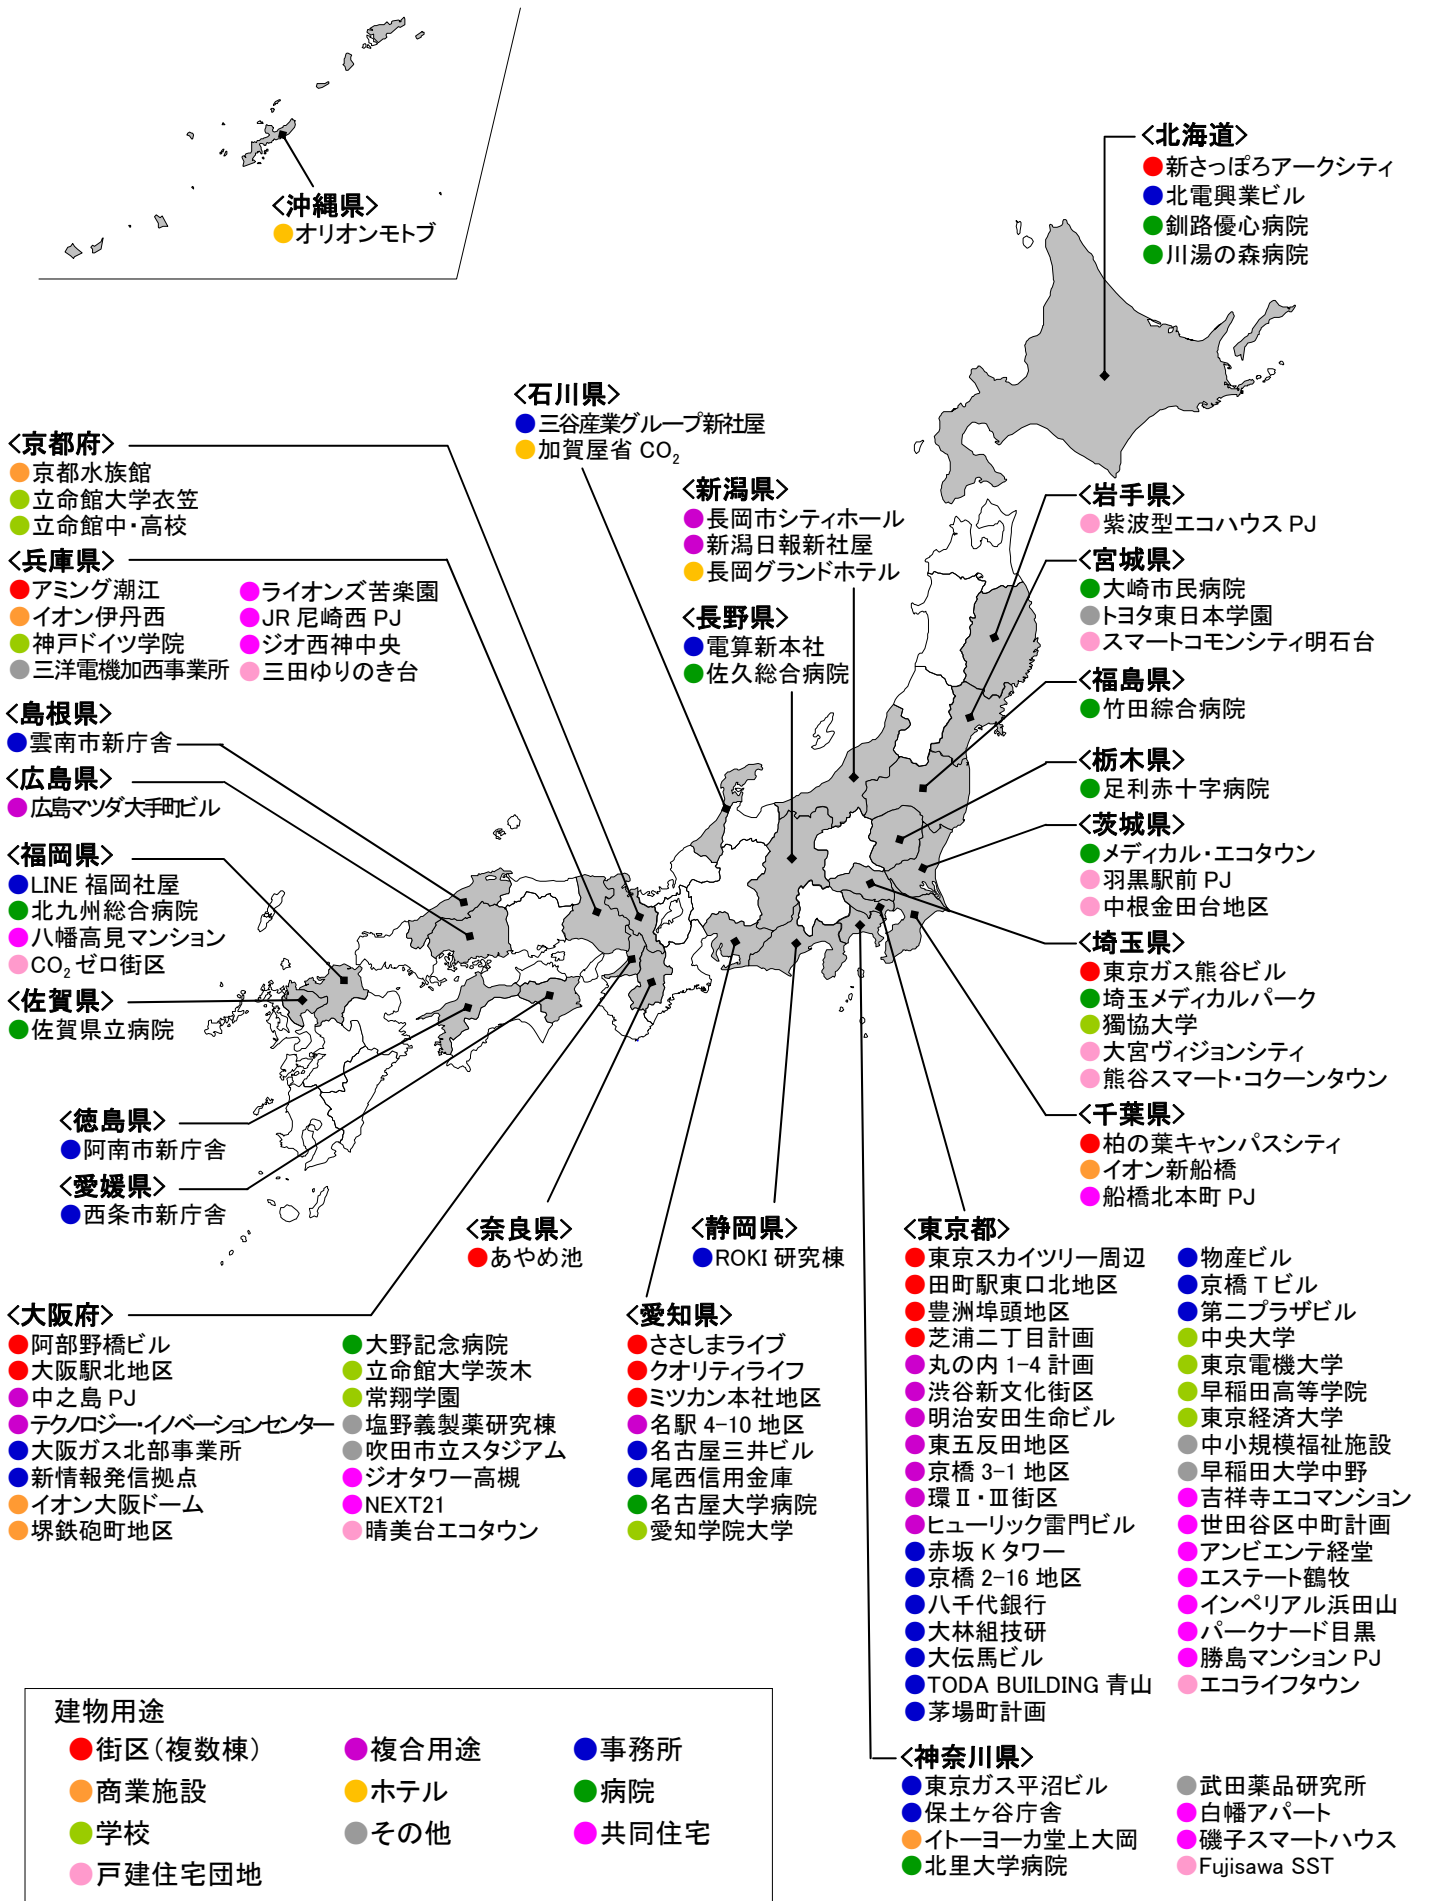 <沖縄県>
オリオンモトブ
<北海道>
新さっぽろアークシティ
北電興業ビル
釧路優心病院
川湯の森病院
<石川県>
三谷産業グループ新社屋
加賀屋省 CO₂
<京都府>
京都水族館
立命館大学衣笠
立命館中・高校
<新潟県>
長岡市シティホール
新潟日報新社屋
長岡グランドホテル
<岩手県>
紫波型エコハウス PJ
<兵庫県>
アミング潮江
イオン伊丹西
神戸ドイツ学院
三洋電機加西事業所
ライオンズ苦楽園
JR 尼崎西 PJ
ジオ西神中央
三田ゆりのき台
<宮城県>
大崎市民病院
トヨタ東日本学園
スマートコモンシティ明石台
<長野県>
電算新本社
佐久総合病院
<福島県>
竹田綜合病院
<島根県>
雲南市新庁舎
<栃木県>
足利赤十字病院
<広島県>
広島マツダ大手町ビル
<茨城県>
メディカル・エコタウン
羽黒駅前 PJ
中根金田台地区
<福岡県>
LINE 福岡社屋
北九州総合病院
八幡高見マンション
CO₂ ゼロ街区
<埼玉県>
東京ガス熊谷ビル
埼玉メディカルパーク
獨協大学
大宮ヴィジョンシティ
熊谷スマート・コクーンタウン
<佐賀県>
佐賀県立病院
<千葉県>
柏の葉キャンパスシティ
イオン新船橋
船橋北本町 PJ
<徳島県>
阿南市新庁舎
<愛媛県>
西条市新庁舎
<奈良県>
あやめ池
<静岡県>
ROKI 研究棟
<東京都>
東京スカイツリー周辺
田町駅東口北地区
豊洲埠頭地区
芝浦二丁目計画
丸の内 1-4 計画
渋谷新文化街区
明治安田生命ビル
東五反田地区
京橋 3-1 地区
環Ⅱ・Ⅲ街区
ヒューリック雷門ビル
赤坂 K タワー
京橋 2-16 地区
八千代銀行
大林組技研
大伝馬ビル
TODA BUILDING 青山
茅場町計画
物産ビル
京橋 T ビル
第二プラザビル
中央大学
東京電機大学
早稲田高等学院
東京経済大学
中小規模福祉施設
早稲田大学中野
吉祥寺エコマンション
世田谷区中町計画
アンビエンテ経堂
エステート鶴牧
インペリアル浜田山
パークナード目黒
勝島マンション PJ
エコライフタウン
<大阪府>
阿部野橋ビル
大阪駅北地区
中之島 PJ
テクノロジー・イノベーションセンター
大阪ガス北部事業所
新情報発信拠点
イオン大阪ドーム
堺鉄砲町地区
大野記念病院
立命館大学茨木
常翔学園
塩野義製薬研究棟
吹田市立スタジアム
ジオタワー高槻
NEXT21
晴美台エコタウン
<愛知県>
ささしまライブ
クオリティライフ
ミツカン本社地区
名駅 4-10 地区
名古屋三井ビル
尾西信用金庫
名古屋大学病院
愛知学院大学
<神奈川県>
東京ガス平沼ビル
保土ヶ谷庁舎
イトーヨーカ堂上大岡
北里大学病院
武田薬品研究所
白幡アパート
磯子スマートハウス
Fujisawa SST
建物用途
街区（複数棟） 複合用途 事務所
商業施設 ホテル 病院
学校 その他 共同住宅
戸建住宅団地